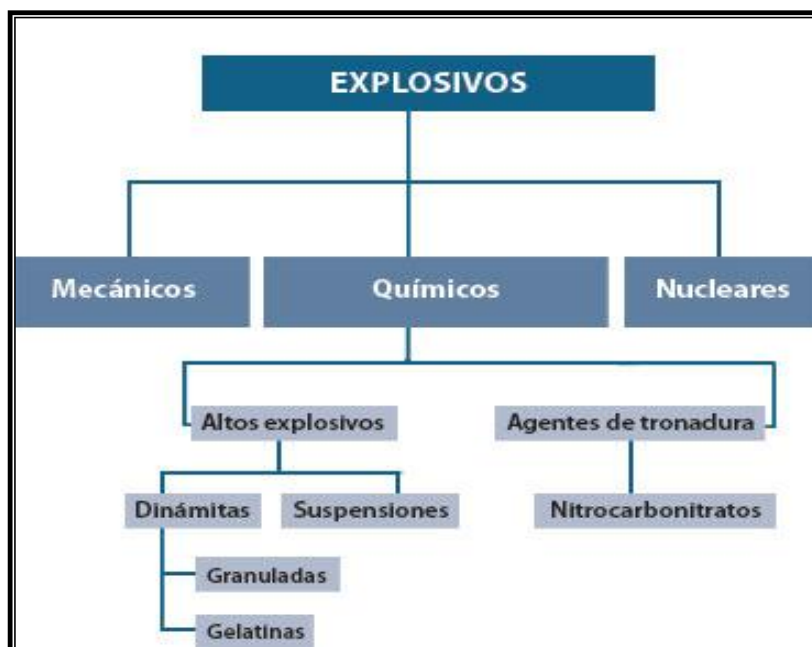 EXPLOSIVOS
Mecánicos Químicos Nucleares
Altos explosivos Agentes de tronadura
Dinámitas Suspensiones Nitrocarbonitratos
Granuladas
Gelatinas